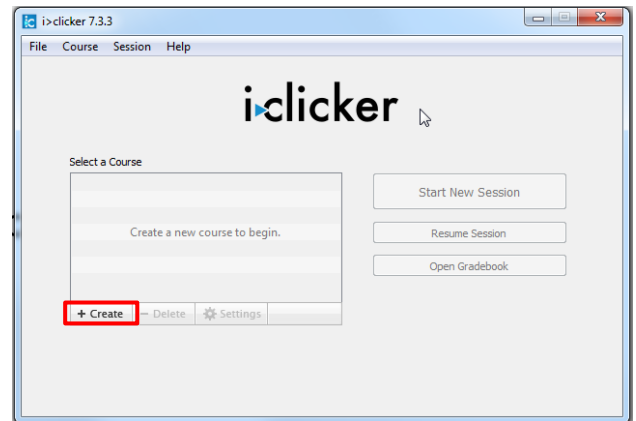 i>clicker 7.3.3
File Course Session Help
i>clicker
Select a Course
Create a new course to begin.
Start New Session
Resume Session
Open Gradebook
+ Create − Delete Settings